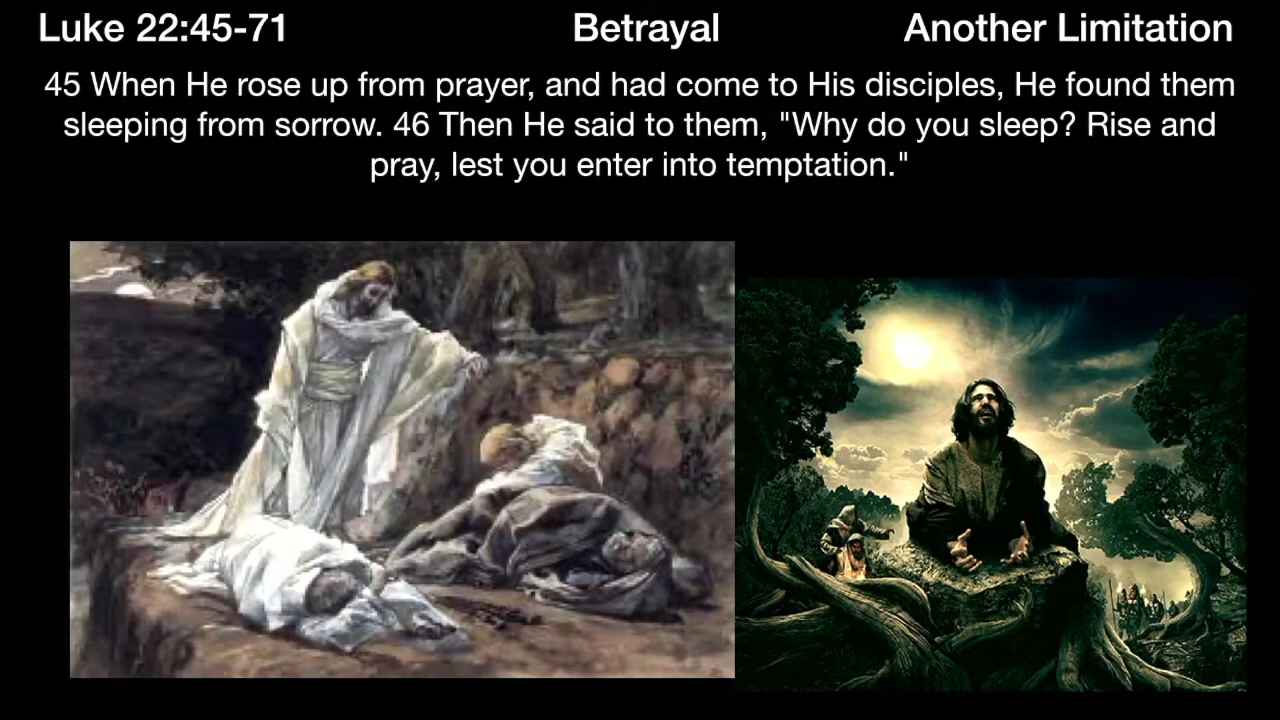 Luke 22:45-71 Betrayal Another Limitation
45 When He rose up from prayer, and had come to His disciples, He found them
sleeping from sorrow. 46 Then He said to them, "Why do you sleep? Rise and
pray, lest you enter into temptation."